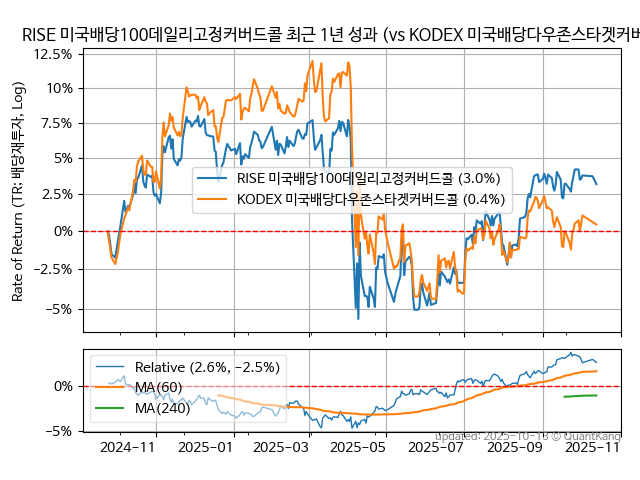 RISE 미국배당100데일리고정커버드콜 최근 1년 성과 (vs KODEX 미국배당다우존스타겟커버
Rate of Return (TR: 배당재투자, Log)
12.5%
10%
7.5%
5%
2.5%
0%
−2.5%
−5%
RISE 미국배당100데일리고정커버드콜 (3.0%)
KODEX 미국배당다우존스타겟커버드콜 (0.4%)
0%
−5%
Relative (2.6%, −2.5%)
MA(60)
MA(240)
updated: 2025-10-13 © QuantKang
2024−11
2025−01
2025−03
2025−05
2025−07
2025−09
2025−11